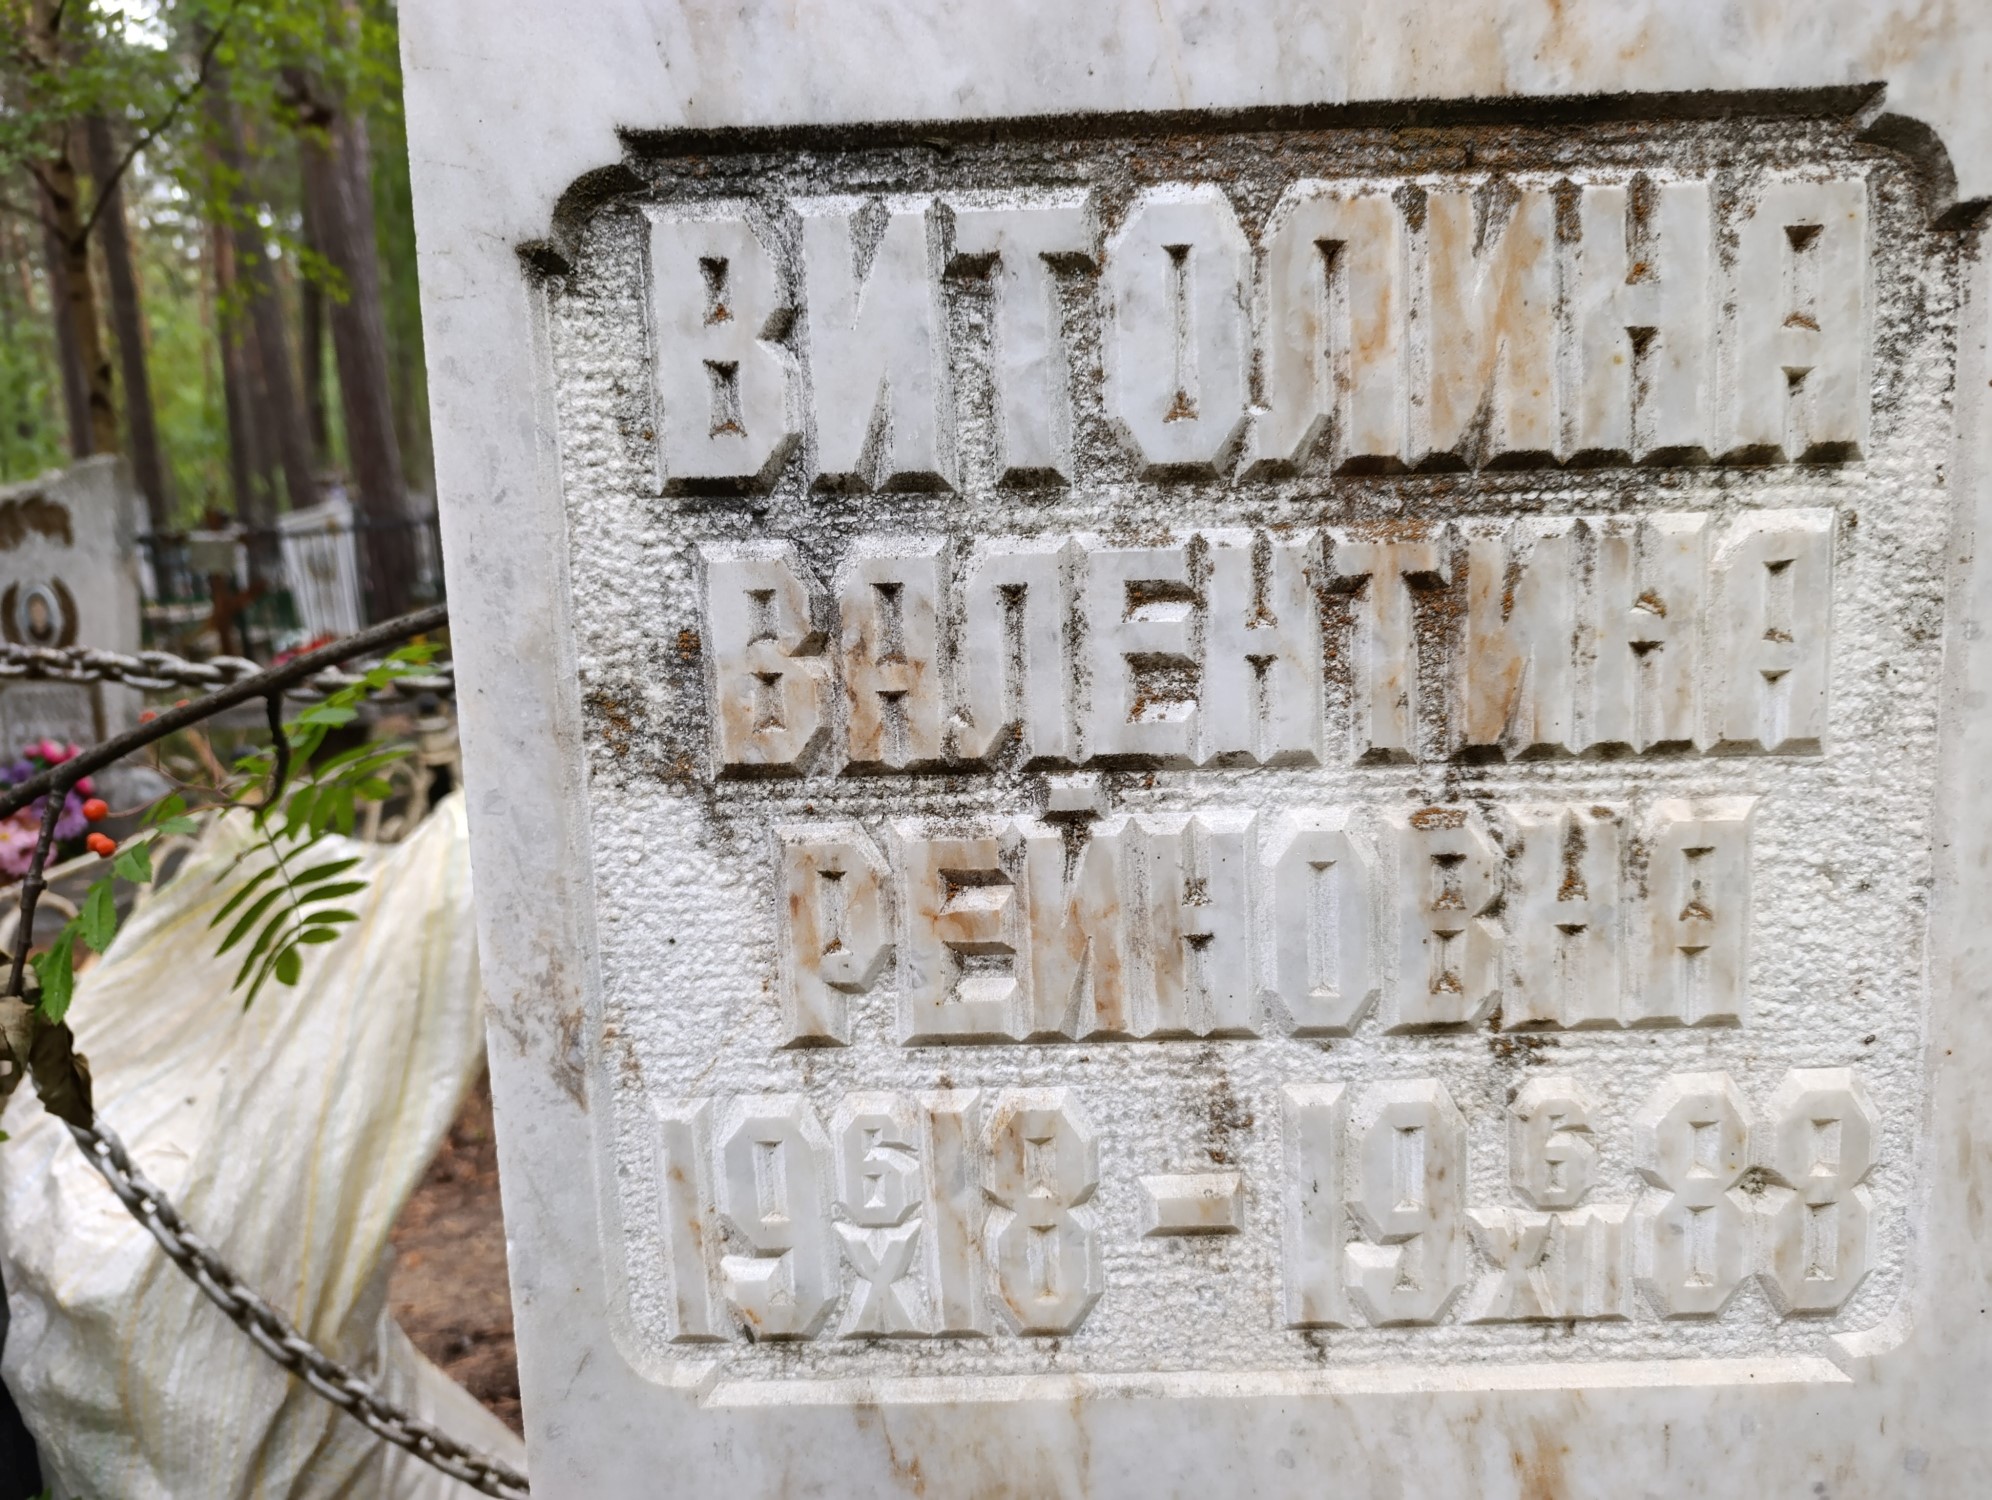 ВИТОЛИНА
ВАЛЕНТИНА
РЕЙНОВНА
19 6/X 18 - 19 6/XII 88